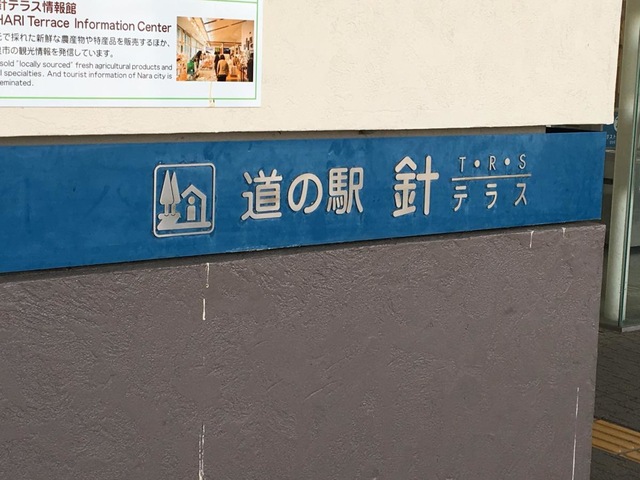 針テラス情報館
HARI Terrace Information Center
で採れた新鮮な農産物や特産品を販売するほか、
市の観光情報を発信しています。
sold "locally sourced" fresh agricultural products and
specialties. And tourist information of Nara city is
道の駅 針 T・R・S
テラス